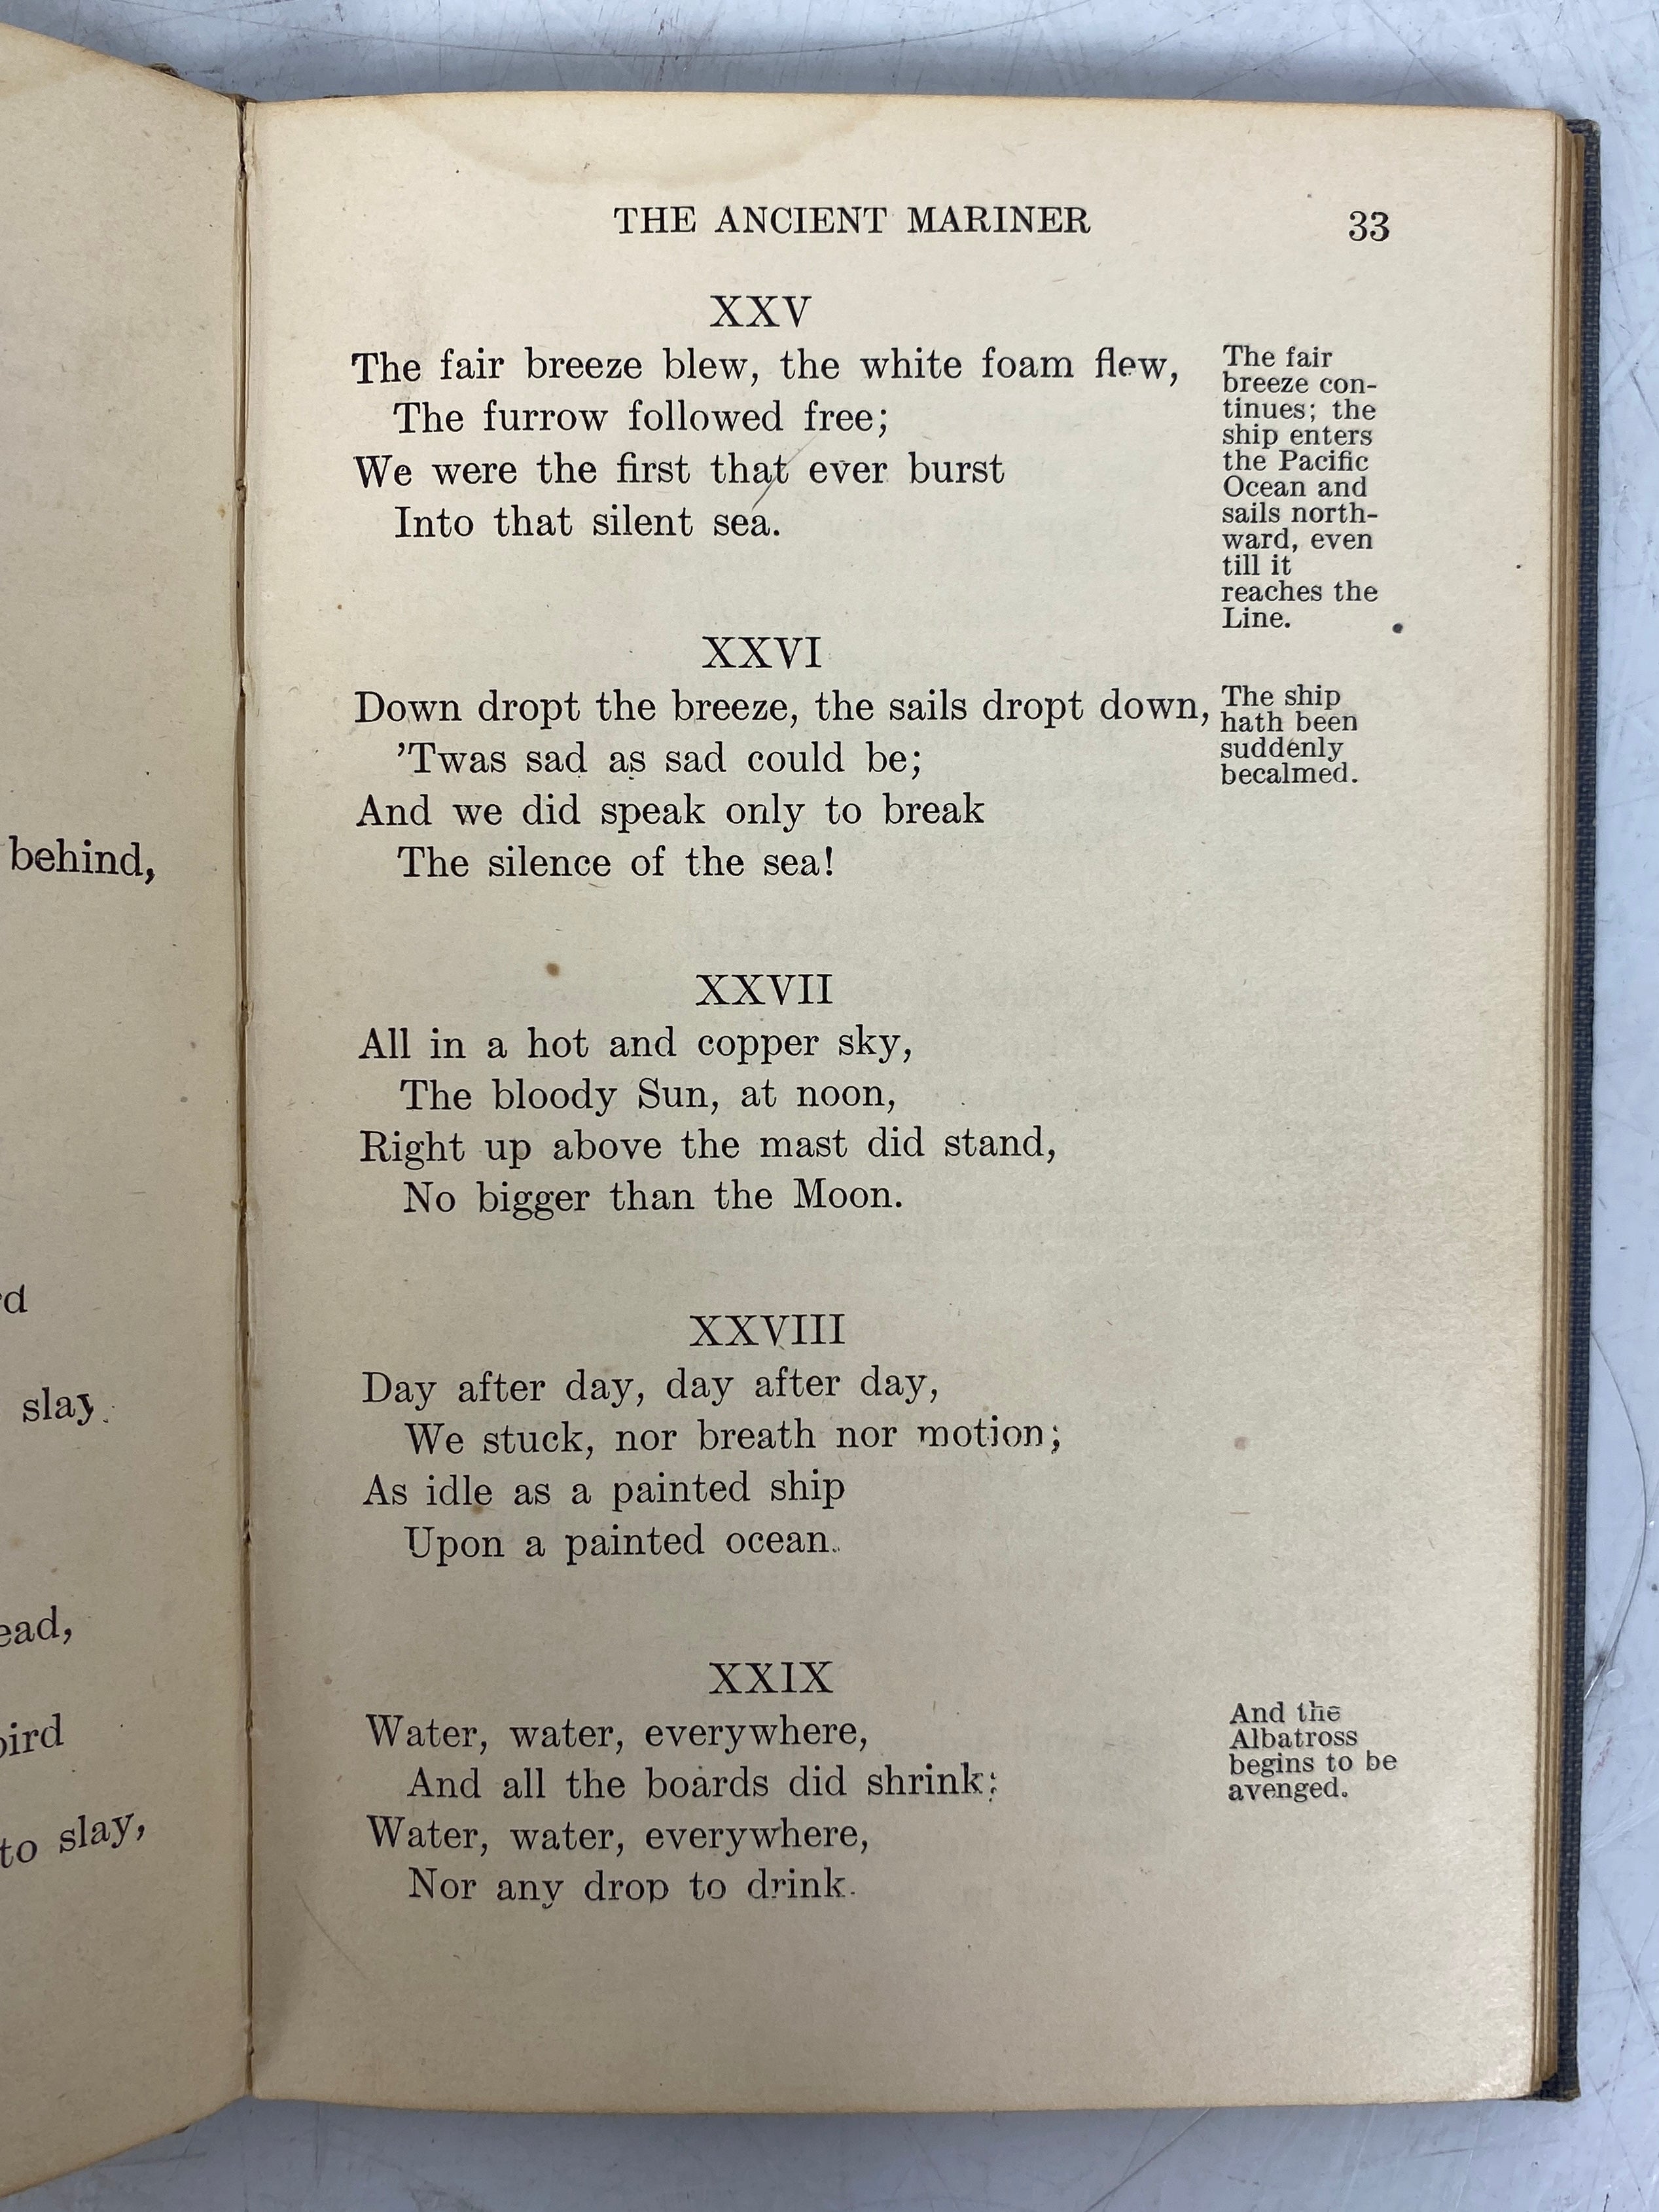 behind,
slay
to slay,
THE ANCIENT MARINER 33
XXV
The fair breeze blew, the white foam flew,
The furrow followed free;
We were the first that ever burst
Into that silent sea.
The fair
breeze con-
tinues; the
ship enters
the Pacific
Ocean and
sails north-
ward, even
till it
reaches the
Line.
XXVI
Down dropt the breeze, the sails dropt down,
'Twas sad as sad could be;
And we did speak only to break
The silence of the sea!
The ship
hath been
suddenly
becalmed.
XXVII
All in a hot and copper sky,
The bloody Sun, at noon,
Right up above the mast did stand,
No bigger than the Moon.
XXVIII
Day after day, day after day,
We stuck, nor breath nor motion;
As idle as a painted ship
Upon a painted ocean.
XXIX
Water, water, everywhere,
And all the boards did shrink;
Water, water, everywhere,
Nor any drop to drink.
And the
Albatross
begins to be
avenged.